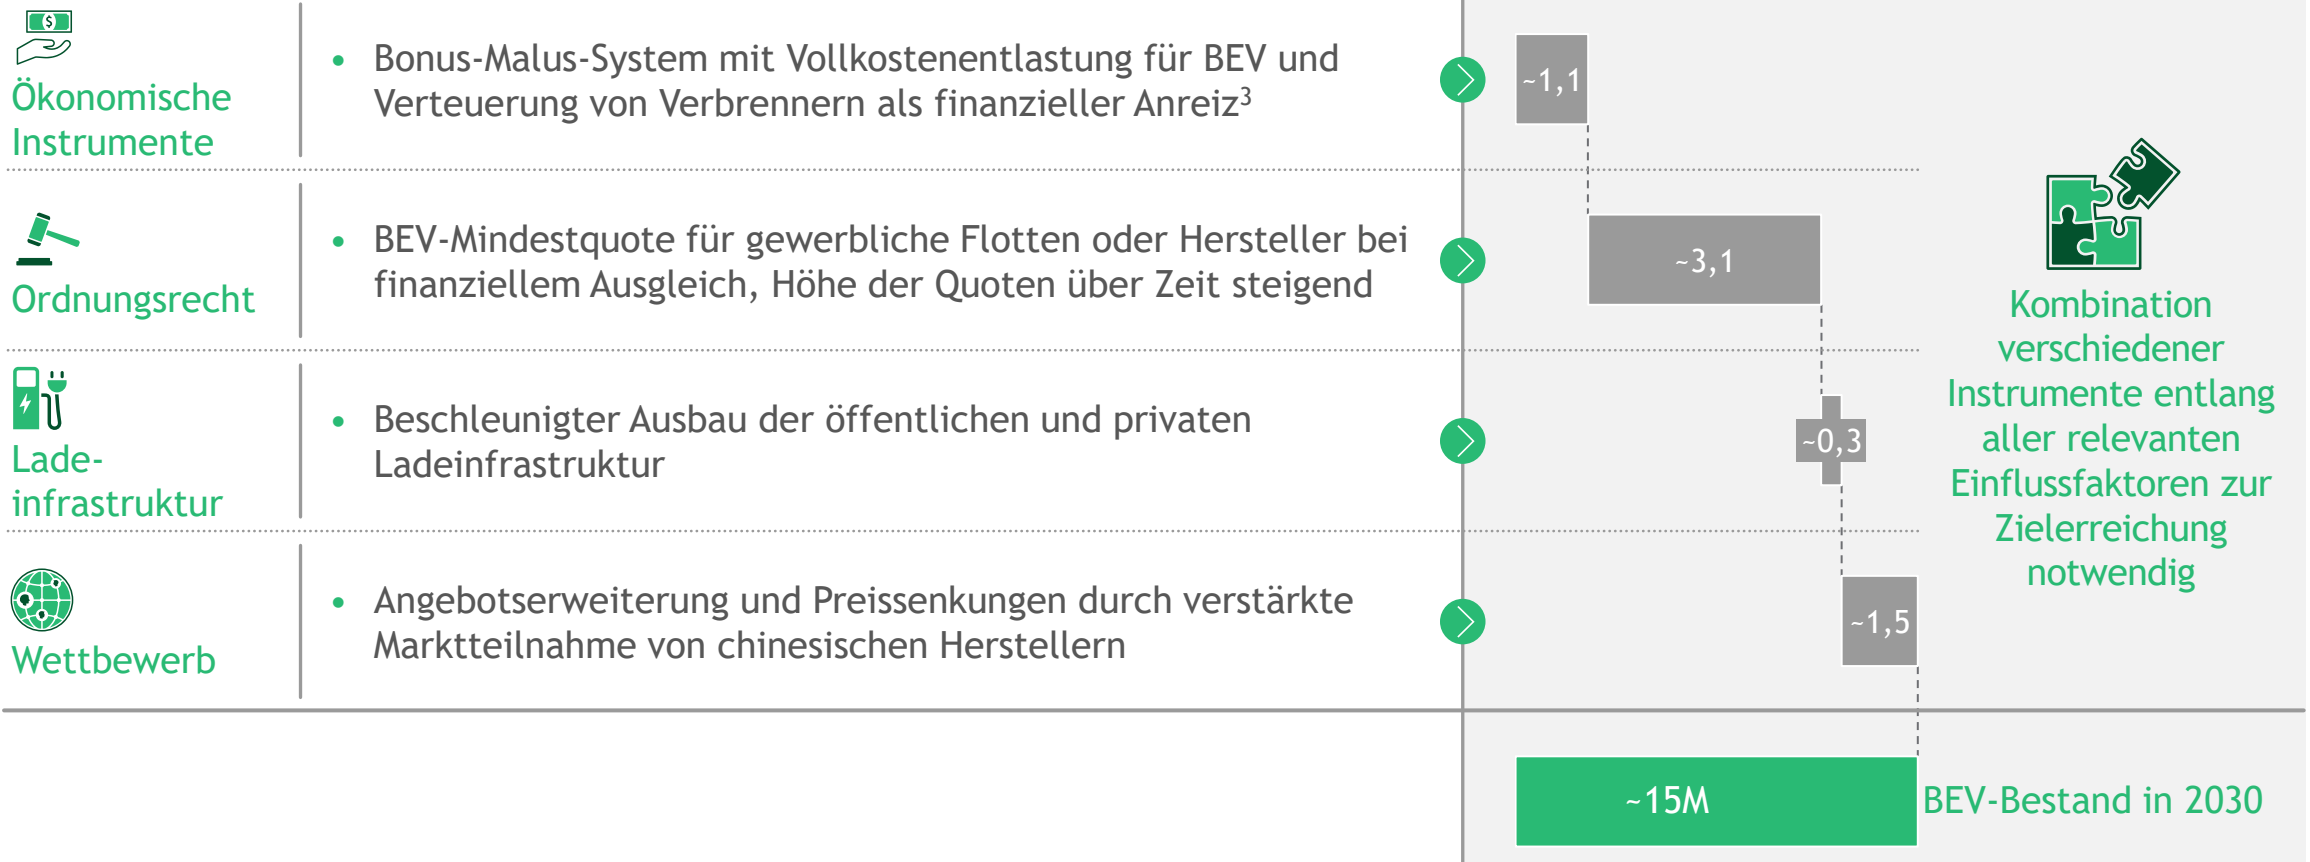 Ökonomische
Instrumente
• Bonus-Malus-System mit Vollkostenentlastung für BEV und
Verteuerung von Verbrennern als finanzieller Anreiz³
~1,1
Ordnungsrecht
• BEV-Mindestquote für gewerbliche Flotten oder Hersteller bei
finanziellem Ausgleich, Höhe der Quoten über Zeit steigend
~3,1
Lade-
infrastruktur
• Beschleunigter Ausbau der öffentlichen und privaten
Ladeinfrastruktur
~0,3
Wettbewerb
• Angebotserweiterung und Preissenkungen durch verstärkte
Marktteilnahme von chinesischen Herstellern
~1,5
Kombination
verschiedener
Instrumente entlang
aller relevanten
Einflussfaktoren zur
Zielerreichung
notwendig
~15M
BEV-Bestand in 2030